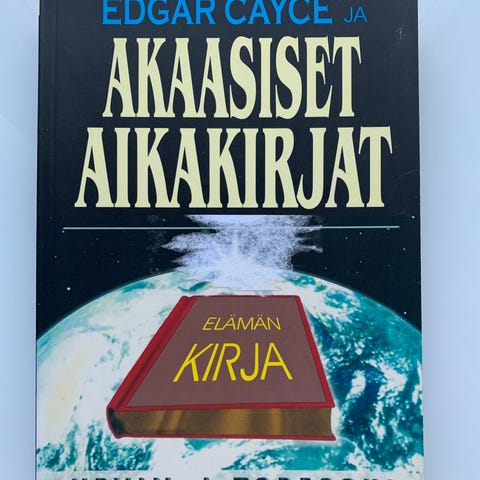 EDGAR CAYCE JA
AKAASISET
AIKAKIRJAT
ELÄMÄN
KIRJA